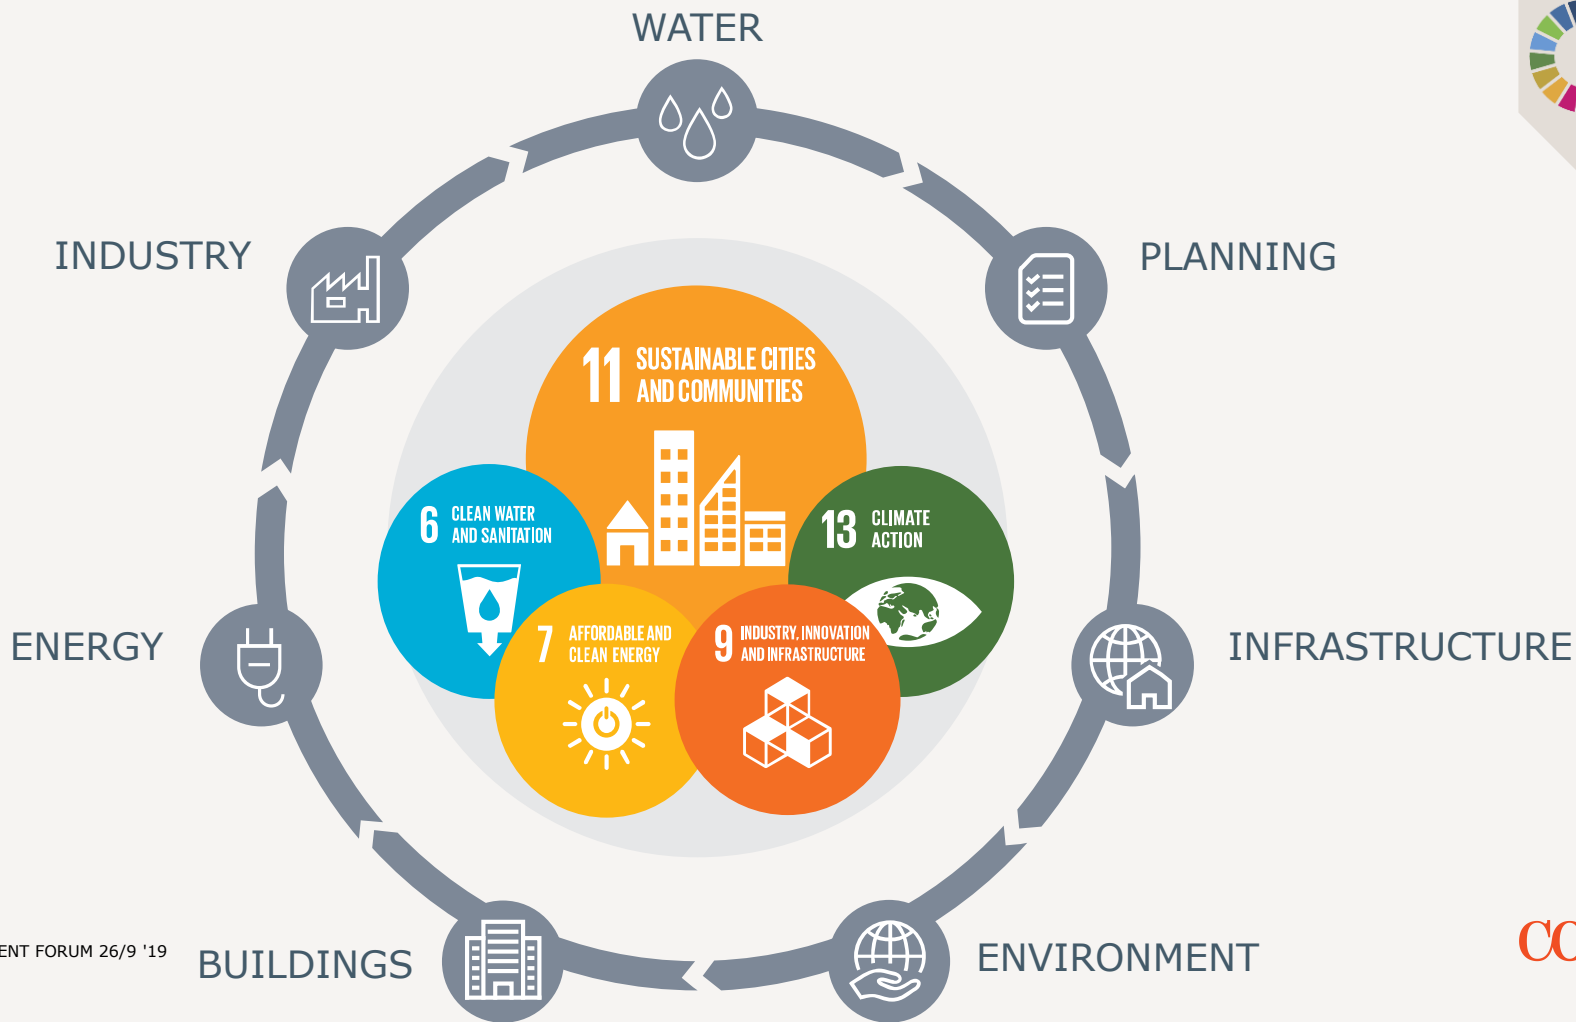 WATER
INDUSTRY
PLANNING
11 SUSTAINABLE CITIES
AND COMMUNITIES
6 CLEAN WATER
AND SANITATION
13 CLIMATE
ACTION
7 AFFORDABLE AND
CLEAN ENERGY
9 INDUSTRY, INNOVATION
AND INFRASTRUCTURE
ENERGY
INFRASTRUCTURE
FORUM 26/9 '19
BUILDINGS
ENVIRONMENT